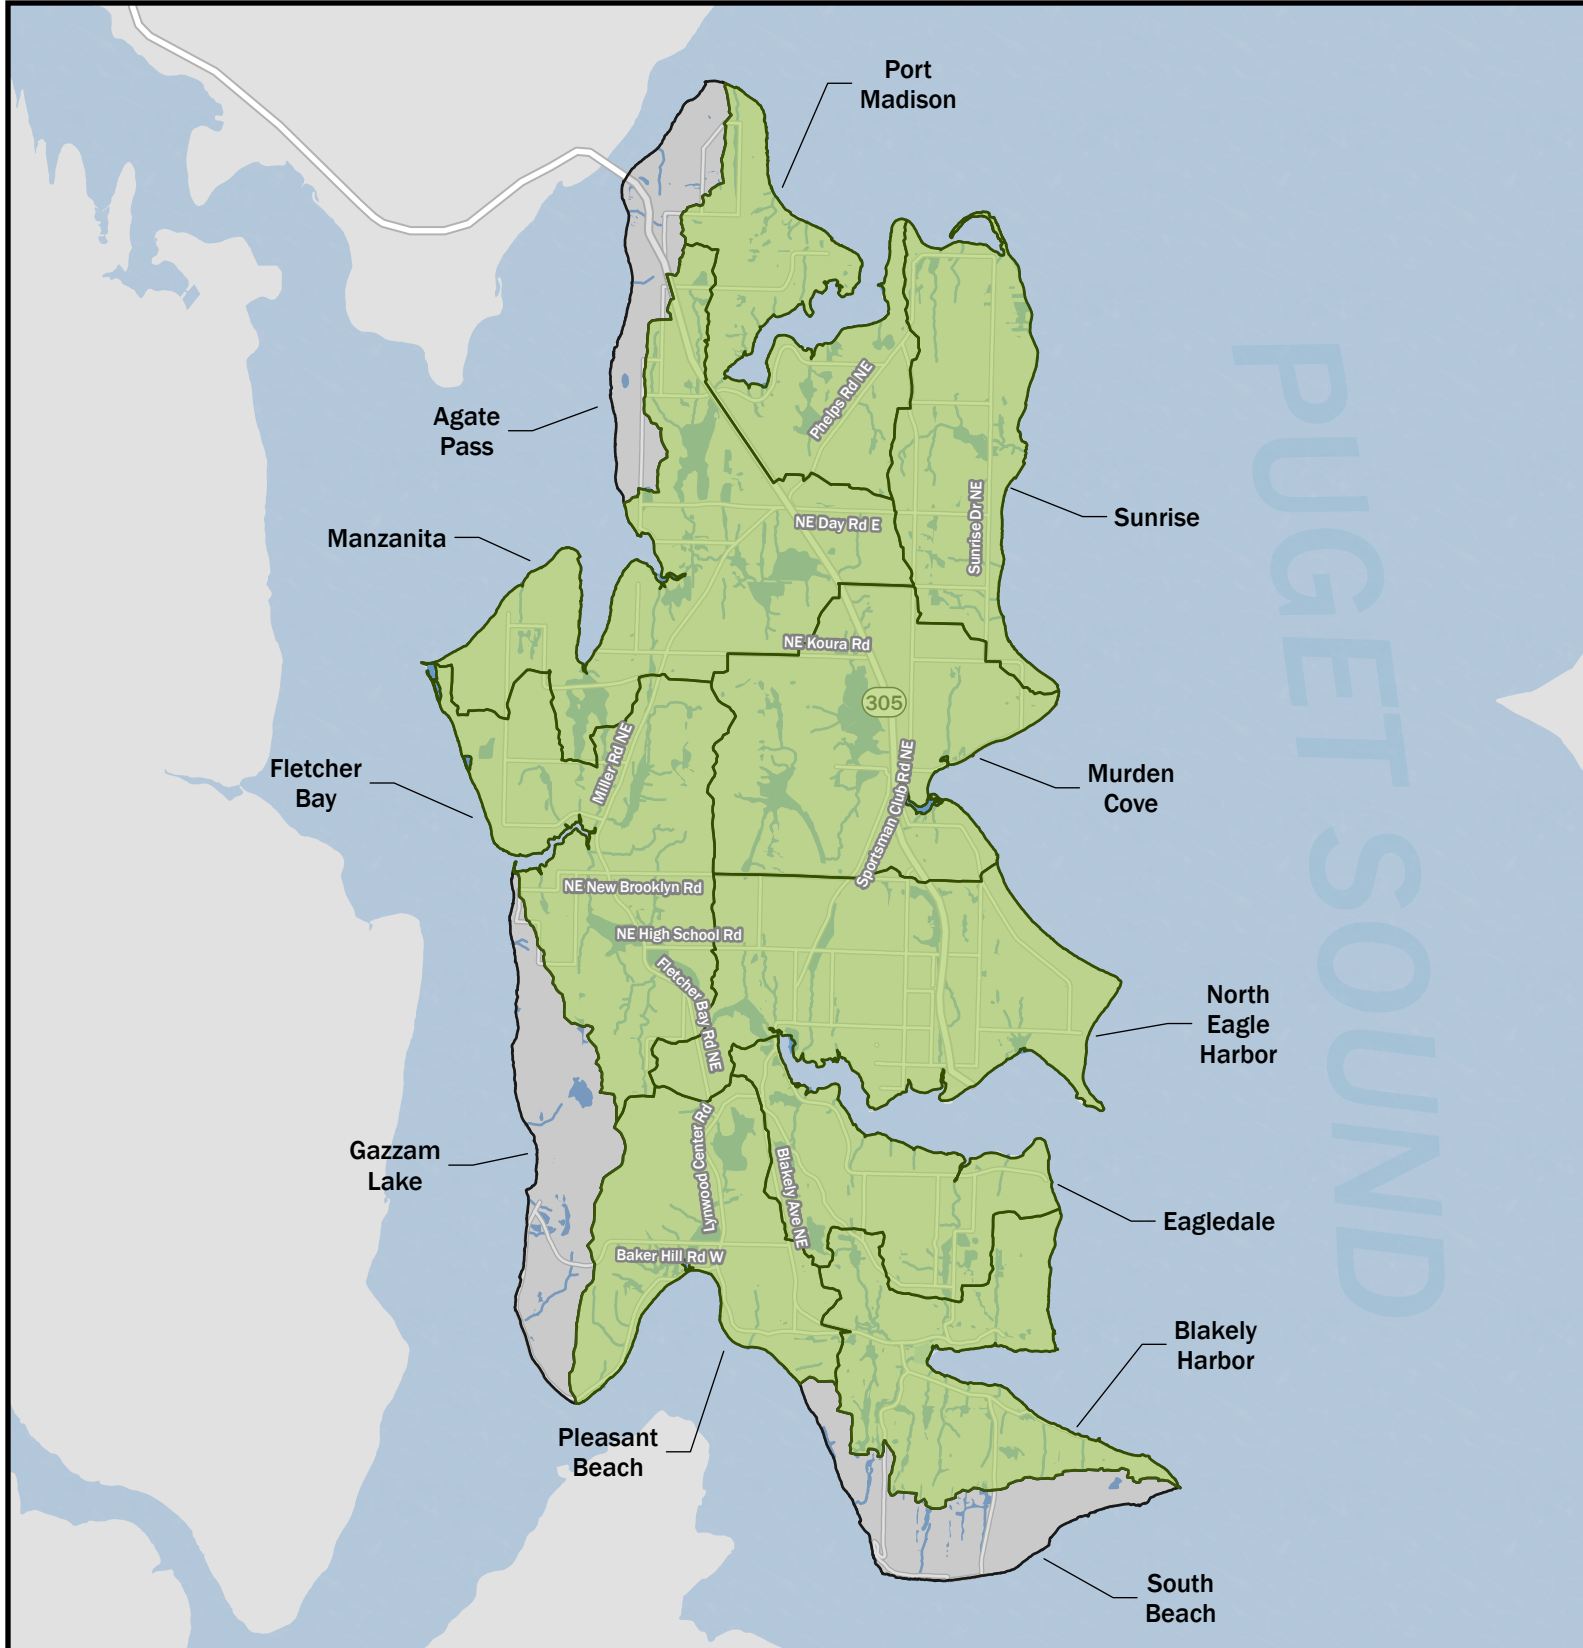 Port
Madison
Agate
Pass
Phelps Rd NE
Sunrise Dr NE
Sunrise
NE Day Rd E
Manzanita
NE Koura Rd
305
PUGET SOUND
Miller Rd NE
Fletcher
Bay
Sportsman Club Rd NE
Murden
Cove
NE New Brooklyn Rd
NE High School Rd
Fletcher Bay Rd NE
North
Eagle
Harbor
Gazzam
Lake
Lynwood Center Rd
Blakely Ave NE
Eagledale
Baker Hill Rd W
Blakely
Harbor
Pleasant
Beach
South
Beach